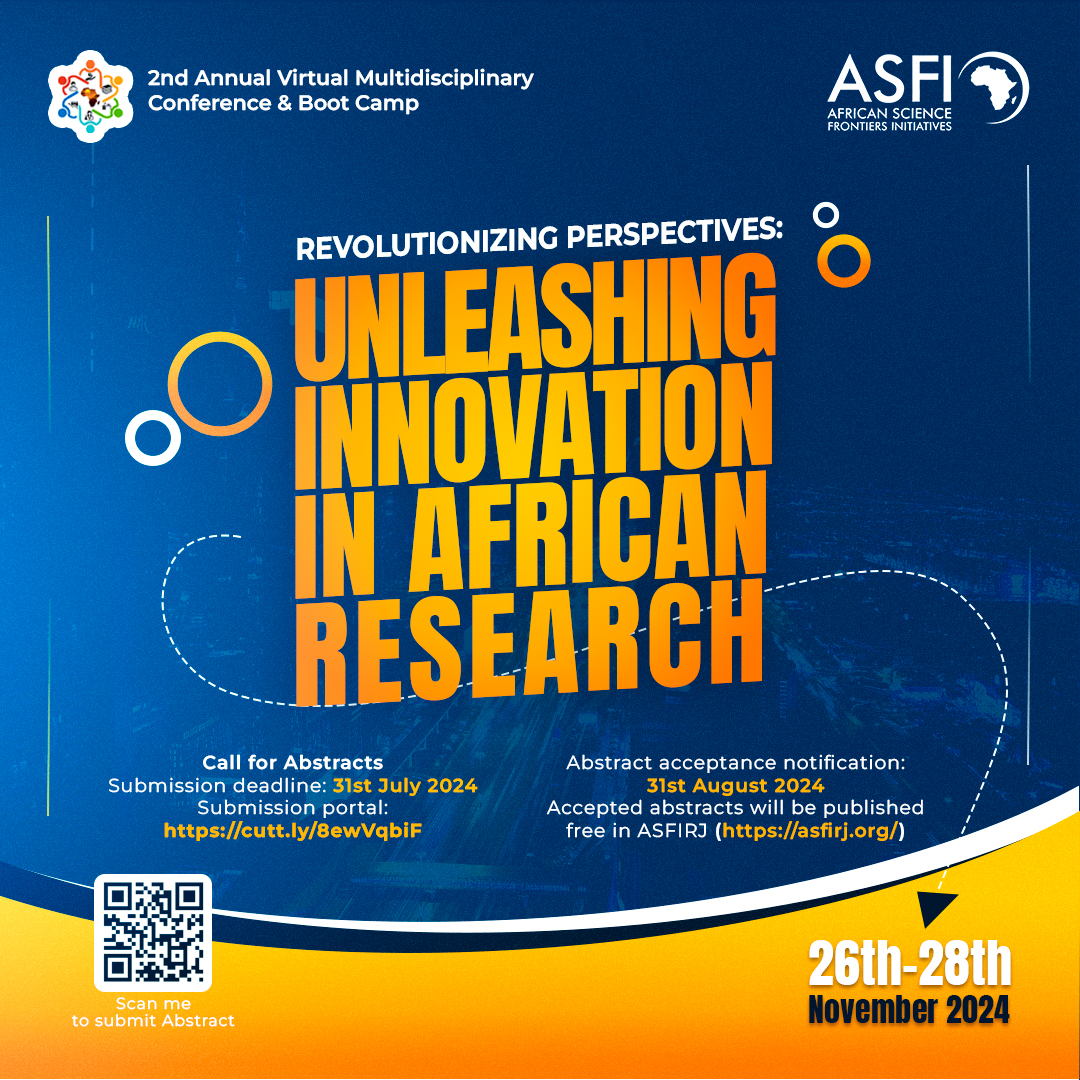 2nd Annual Virtual Multidisciplinary
Conference & Boot Camp
ASFI
AFRICAN SCIENCE
FRONTIERS INITIATIVES
REVOLUTIONIZING PERSPECTIVES:
UNLEASHING
INNOVATION
IN AFRICAN
RESEARCH
Call for Abstracts
Submission deadline: 31st July 2024
Submission portal:
https://cutt.ly/8ewVqbiF
Abstract acceptance notification:
31st August 2024
Accepted abstracts will be published
free in ASFIRJ (https://asfirj.org/)
Scan me
to submit Abstract
26th-28th
November 2024